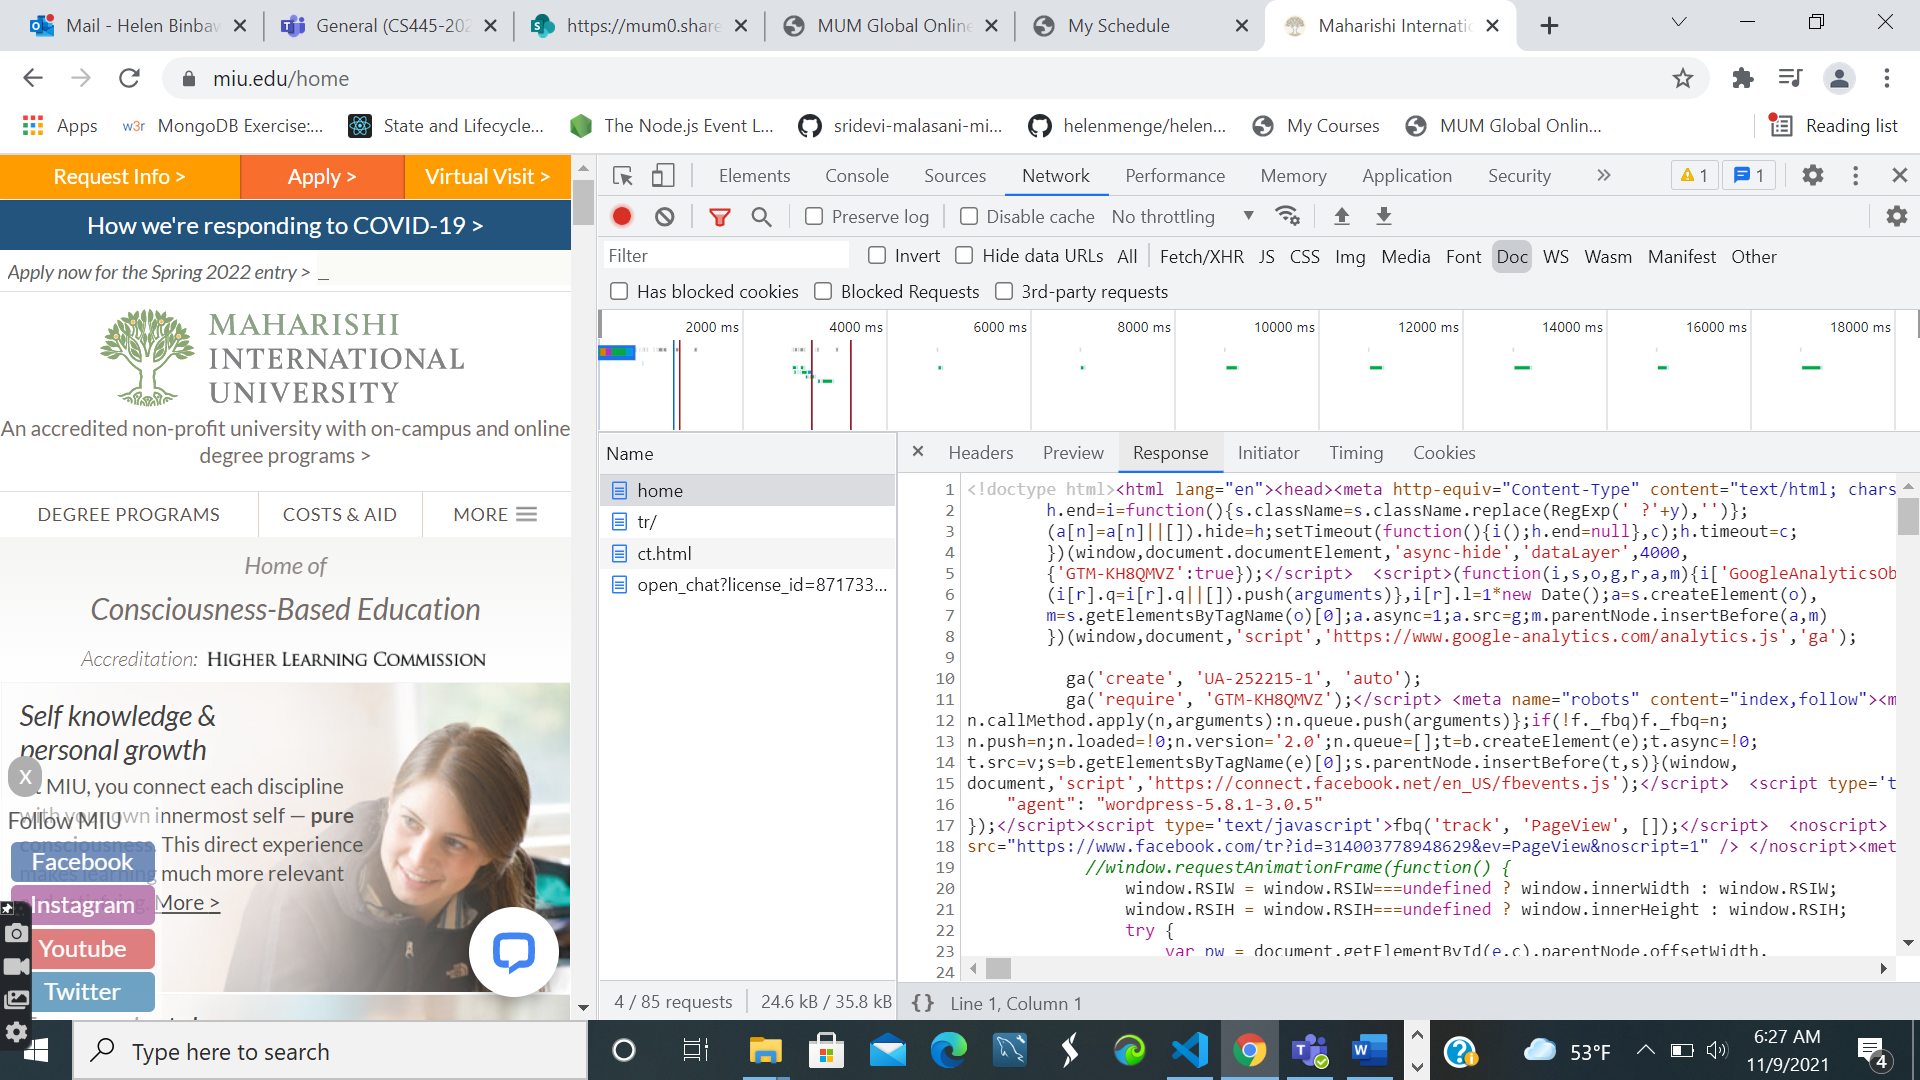 Mail - Helen Binbaw
General (CS445-202
https://mum0.share
MUM Global Online
My Schedule
Maharishi Internatio
miu.edu/home
Apps
w3r MongoDB Exercise:...
State and Lifecycle...
The Node.js Event L...
sridevi-malasani-mi...
helenmenge/helen...
My Courses
MUM Global Onlin...
Reading list
Request Info >
Apply >
Virtual Visit >
How we're responding to COVID-19 >
Apply now for the Spring 2022 entry > _
MAHARISHI
INTERNATIONAL
UNIVERSITY
An accredited non-profit university with on-campus and online
degree programs >
DEGREE PROGRAMS
COSTS & AID
MORE
Home of
Consciousness-Based Education
Accreditation: HIGHER LEARNING COMMISSION
Self knowledge &
personal growth
MIU, you connect each discipline
with your own innermost self — pure
consciousness. This direct experience
makes learning much more relevant
More >
x
Follow MIU
Facebook
Instagram
Youtube
Twitter
Elements Console Sources Network Performance Memory Application Security » 1 1
Preserve log Disable cache No throttling
Filter Invert Hide data URLs All Fetch/XHR JS CSS Img Media Font Doc WS Wasm Manifest Other
Has blocked cookies Blocked Requests 3rd-party requests
2000 ms 4000 ms 6000 ms 8000 ms 10000 ms 12000 ms 14000 ms 16000 ms 18000 ms
Name
home
tr/
ct.html
open_chat?license_id=871733...
4 / 85 requests 24.6 kB / 35.8 kB
Headers Preview Response Initiator Timing Cookies
1 <!doctype html><html lang="en"><head><meta http-equiv="Content-Type" content="text/html; chars
2 h.end=i=function(){s.className=s.className.replace(RegExp(' ?'+y),'')};
3 (a[n]=a[n]||[]).hide=h;setTimeout(function(){i();h.end=null},c);h.timeout=c;
4 })(window,document.documentElement,'async-hide','dataLayer',4000,
5 {'GTM-KH8QMVZ':true});</script> <script>(function(i,s,o,g,r,a,m){i['GoogleAnalyticsOb
6 (i[r].q=i[r].q||[]).push(arguments)},i[r].l=1*new Date();a=s.createElement(o),
7 m=s.getElementsByTagName(o)[0];a.async=1;a.src=g;m.parentNode.insertBefore(a,m)
8 })(window,document,'script','https://www.google-analytics.com/analytics.js','ga');
9
10 ga('create', 'UA-252215-1', 'auto');
11 ga('require', 'GTM-KH8QMVZ');</script> <meta name="robots" content="index,follow"><m
12 n.callMethod.apply(n,arguments):n.queue.push(arguments)};if(!f._fbq)f._fbq=n;
13 n.push=n;n.loaded=!0;n.version='2.0';n.queue=[];t=b.createElement(e);t.async=!0;
14 t.src=v;s=b.getElementsByTagName(e)[0];s.parentNode.insertBefore(t,s)}(window,
15 document,'script','https://connect.facebook.net/en_US/fbevents.js');</script> <script type='t
16 "agent": "wordpress-5.8.1-3.0.5"
17 });</script><script type='text/javascript'>fbq('track', 'PageView', []);</script> <noscript>
18 src="https://www.facebook.com/tr?id=314003778948629&ev=PageView&noscript=1" /> </noscript><met
19 //window.requestAnimationFrame(function() {
20 window.RSIW = window.RSIW===undefined ? window.innerWidth : window.RSIW;
21 window.RSIH = window.RSIH===undefined ? window.innerHeight : window.RSIH;
22 try {
23 var pw = document.getElementById(e.c).parentNode.offsetWidth,
24
{} Line 1, Column 1
Type here to search
53°F
6:27 AM
11/9/2021
4